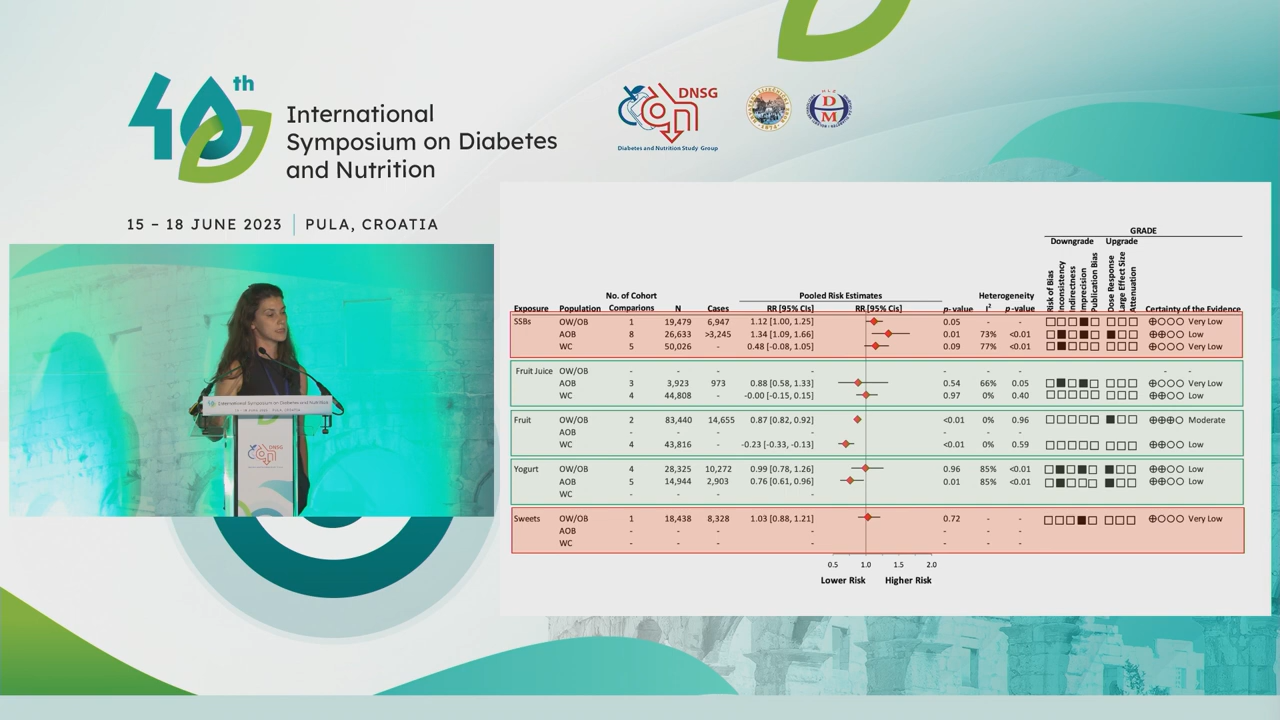 40th
International
Symposium on Diabetes
and Nutrition
15 – 18 JUNE 2023 | PULA, CROATIA
DNSG
Diabetes and Nutrition Study Group
D
M
International Symposium on Diabetes and Nutrition
DNSG
GRADE
Downgrade Upgrade
Risk of Bias
Inconsistency
Indirectness
Imprecision
Publication Bias
Dose Response
Large Effect Size
Attenuation
No. of Cohort Pooled Risk Estimates Heterogeneity
Exposure Population Comparisons N Cases RR [95% CIs] RR [95% CIs] p-value I² p-value Certainty of the Evidence
SSBs OW/OB 1 19,479 6,947 1.12 [1.00, 1.25] 0.05 - - Very Low
AOB 8 26,633 >3,245 1.34 [1.09, 1.66] 0.01 73% <0.01 Low
WC 5 50,026 - 0.48 [-0.08, 1.05] 0.09 77% <0.01 Very Low
Fruit Juice OW/OB - - - - - - - - -
AOB 3 3,923 973 0.88 [0.58, 1.33] 0.54 66% 0.05 Very Low
WC 4 44,808 - -0.00 [-0.15, 0.15] 0.97 0% 0.40 Low
Fruit OW/OB 2 83,440 14,655 0.87 [0.82, 0.92] <0.01 0% 0.96 Moderate
AOB - - - - - - -
WC 4 43,816 - -0.23 [-0.33, -0.13] <0.01 0% 0.59 Low
Yogurt OW/OB 4 28,325 10,272 0.99 [0.78, 1.26] 0.96 85% <0.01 Low
AOB 5 14,944 2,903 0.76 [0.61, 0.96] 0.01 85% <0.01 Low
WC - - - - - - -
Sweets OW/OB 1 18,438 8,328 1.03 [0.88, 1.21] 0.72 - - Very Low
AOB - - - - - - -
WC - - - - - - -
0.5 1.0 1.5 2.0
Lower Risk Higher Risk